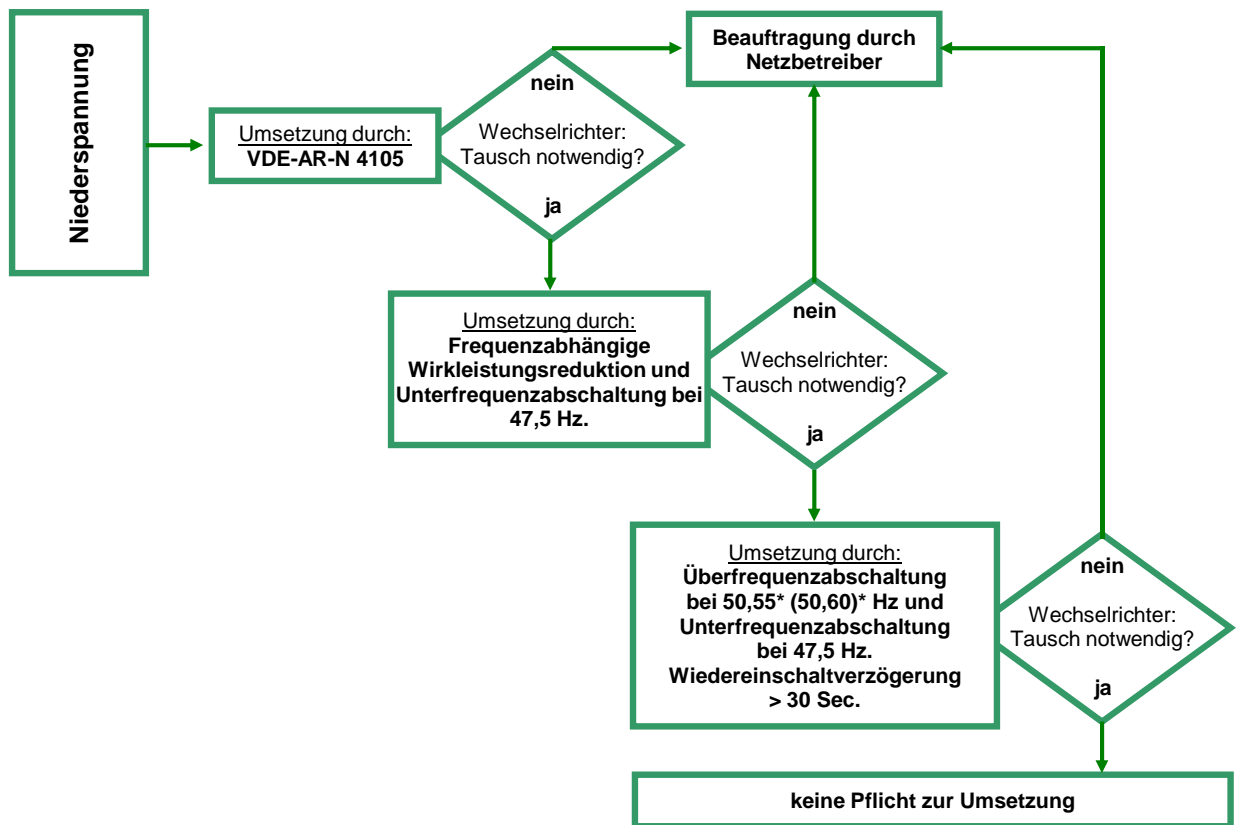 Niederspannung
Umsetzung durch:
VDE-AR-N 4105
nein
Wechselrichter:
Tausch notwendig?
ja
Beauftragung durch
Netzbetreiber
Umsetzung durch:
Frequenzabhängige
Wirkleistungsreduktion und
Unterfrequenzabschaltung bei
47,5 Hz.
nein
Wechselrichter:
Tausch notwendig?
ja
Umsetzung durch:
Überfrequenzabschaltung
bei 50,55* (50,60)* Hz und
Unterfrequenzabschaltung
bei 47,5 Hz.
Wiedereinschaltverzögerung
> 30 Sec.
nein
Wechselrichter:
Tausch notwendig?
ja
keine Pflicht zur Umsetzung